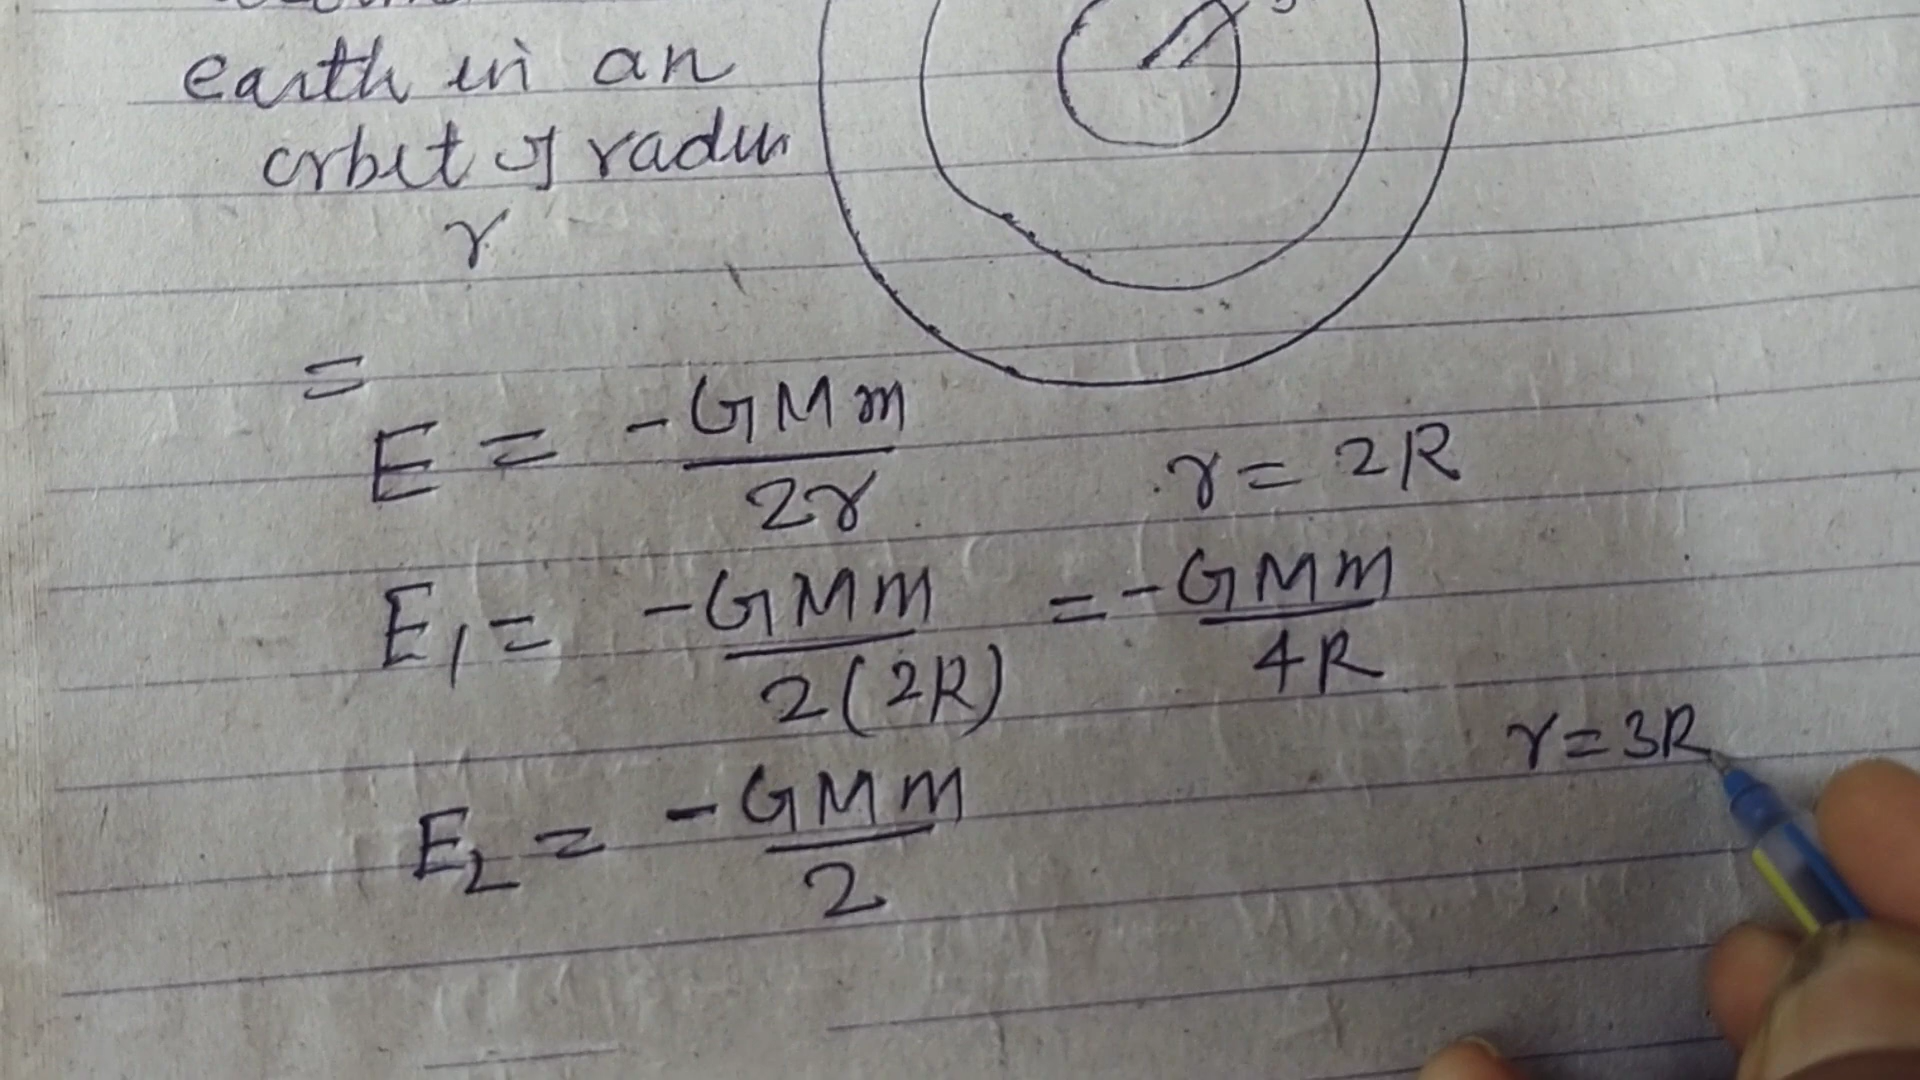 earth in an
orbit of radius
r
=
E = -GMm / 2r
r = 2R
E1 = -GMm / 2(2R) = -GMm / 4R
r = 3R
E2 = -GMm / 2